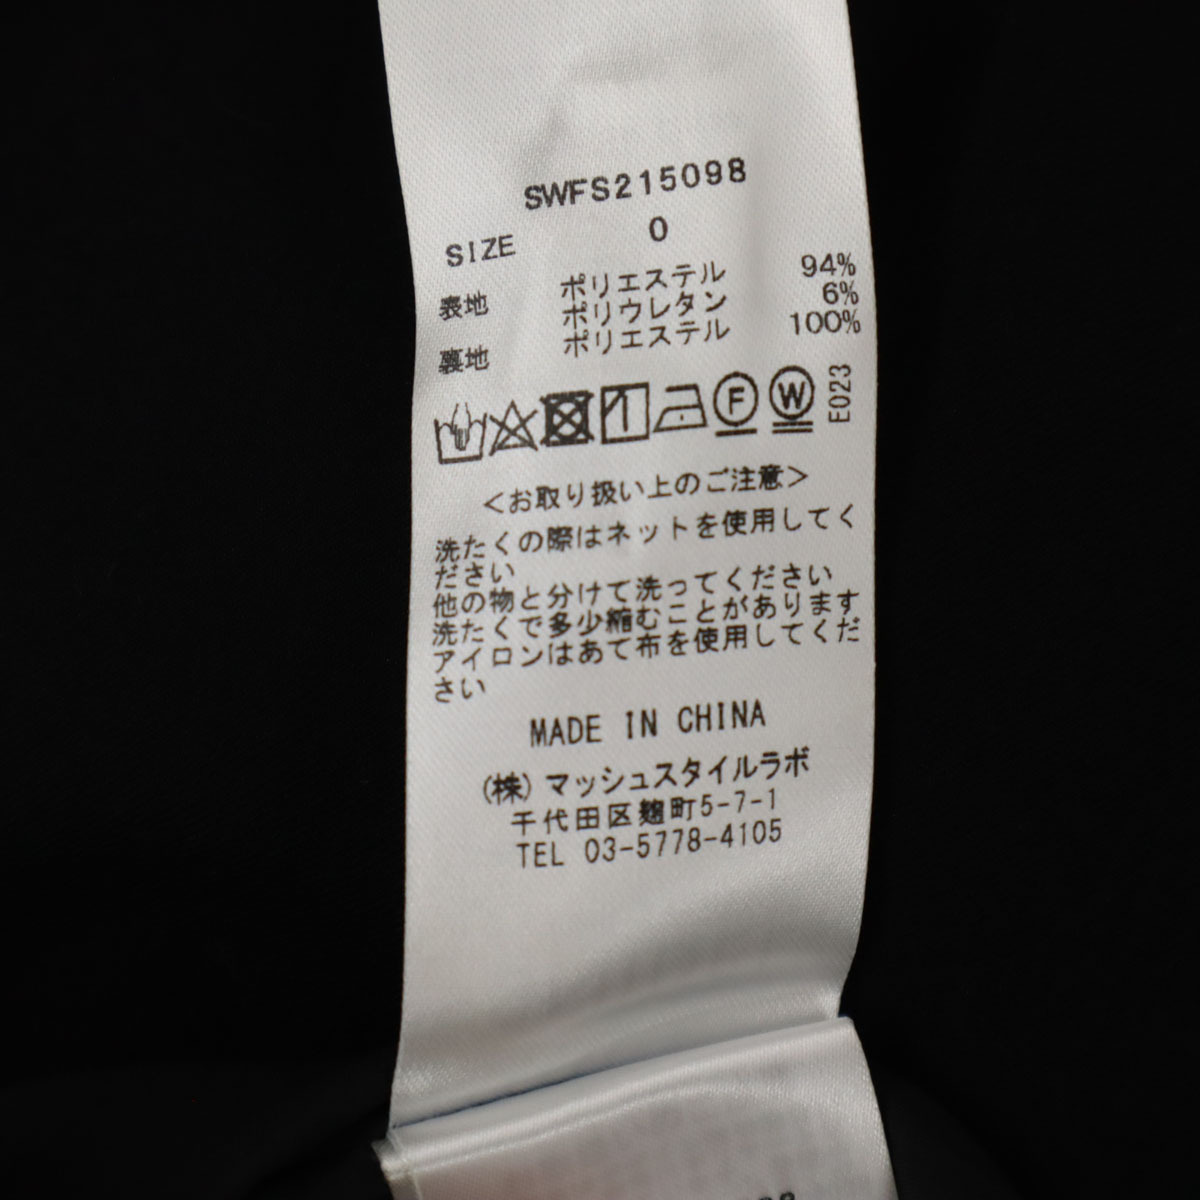 SWFS215098
SIZE 0
表地 ポリエステル 94%
ポリウレタン 6%
裏地 ポリエステル 100%
F W E023
<お取り扱い上のご注意>
洗たくの際はネットを使用してく
ださい
他の物と分けて洗ってください
洗たくで多少縮むことがあります
アイロンはあて布を使用してくだ
さい
MADE IN CHINA
(株)マッシュスタイルラボ
千代田区麹町5-7-1
TEL 03-5778-4105